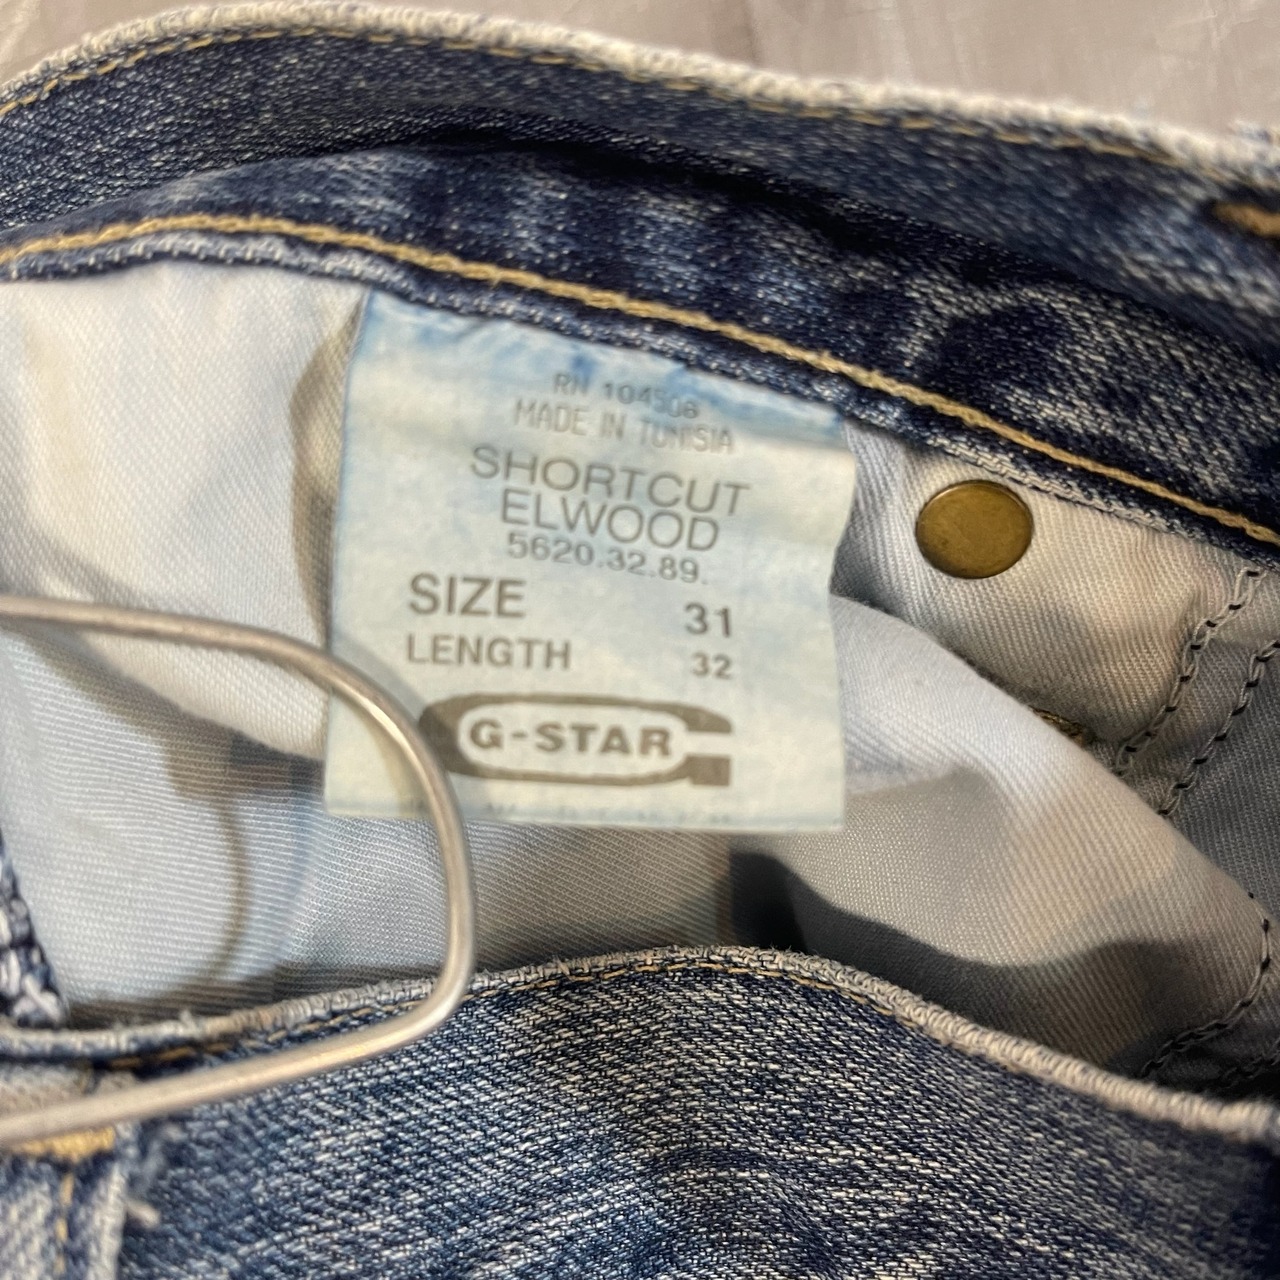 RN 104506
MADE IN TUNISIA
SHORTCUT
ELWOOD
5620.32.89.
SIZE 31
LENGTH 32
G-STAR